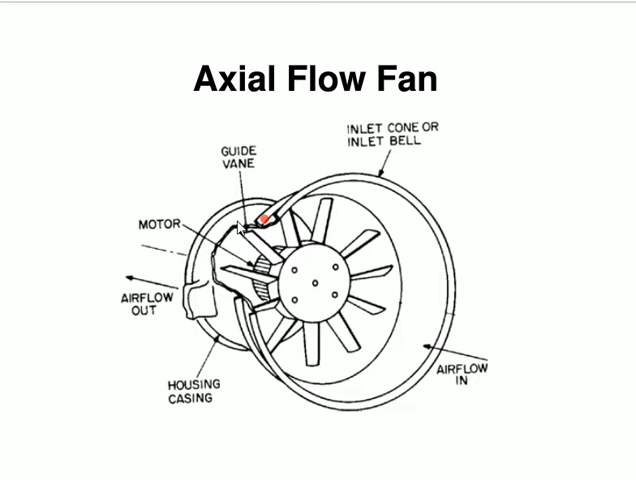 Axial Flow Fan
INLET CONE OR
INLET BELL
GUIDE
VANE
MOTOR
AIRFLOW
OUT
HOUSING
CASING
AIRFLOW
IN